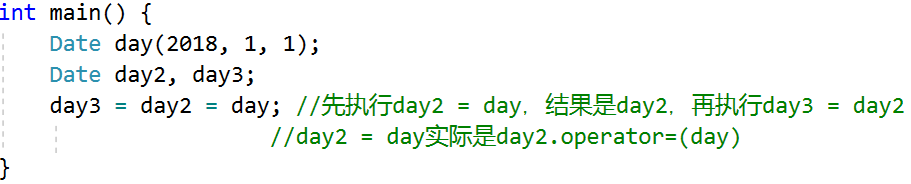 int main() {
    Date day(2018, 1, 1);
    Date day2, day3;
    day3 = day2 = day; //先执行day2 = day，结果是day2，再执行day3 = day2
                       //day2 = day实际是day2.operator=(day)
}